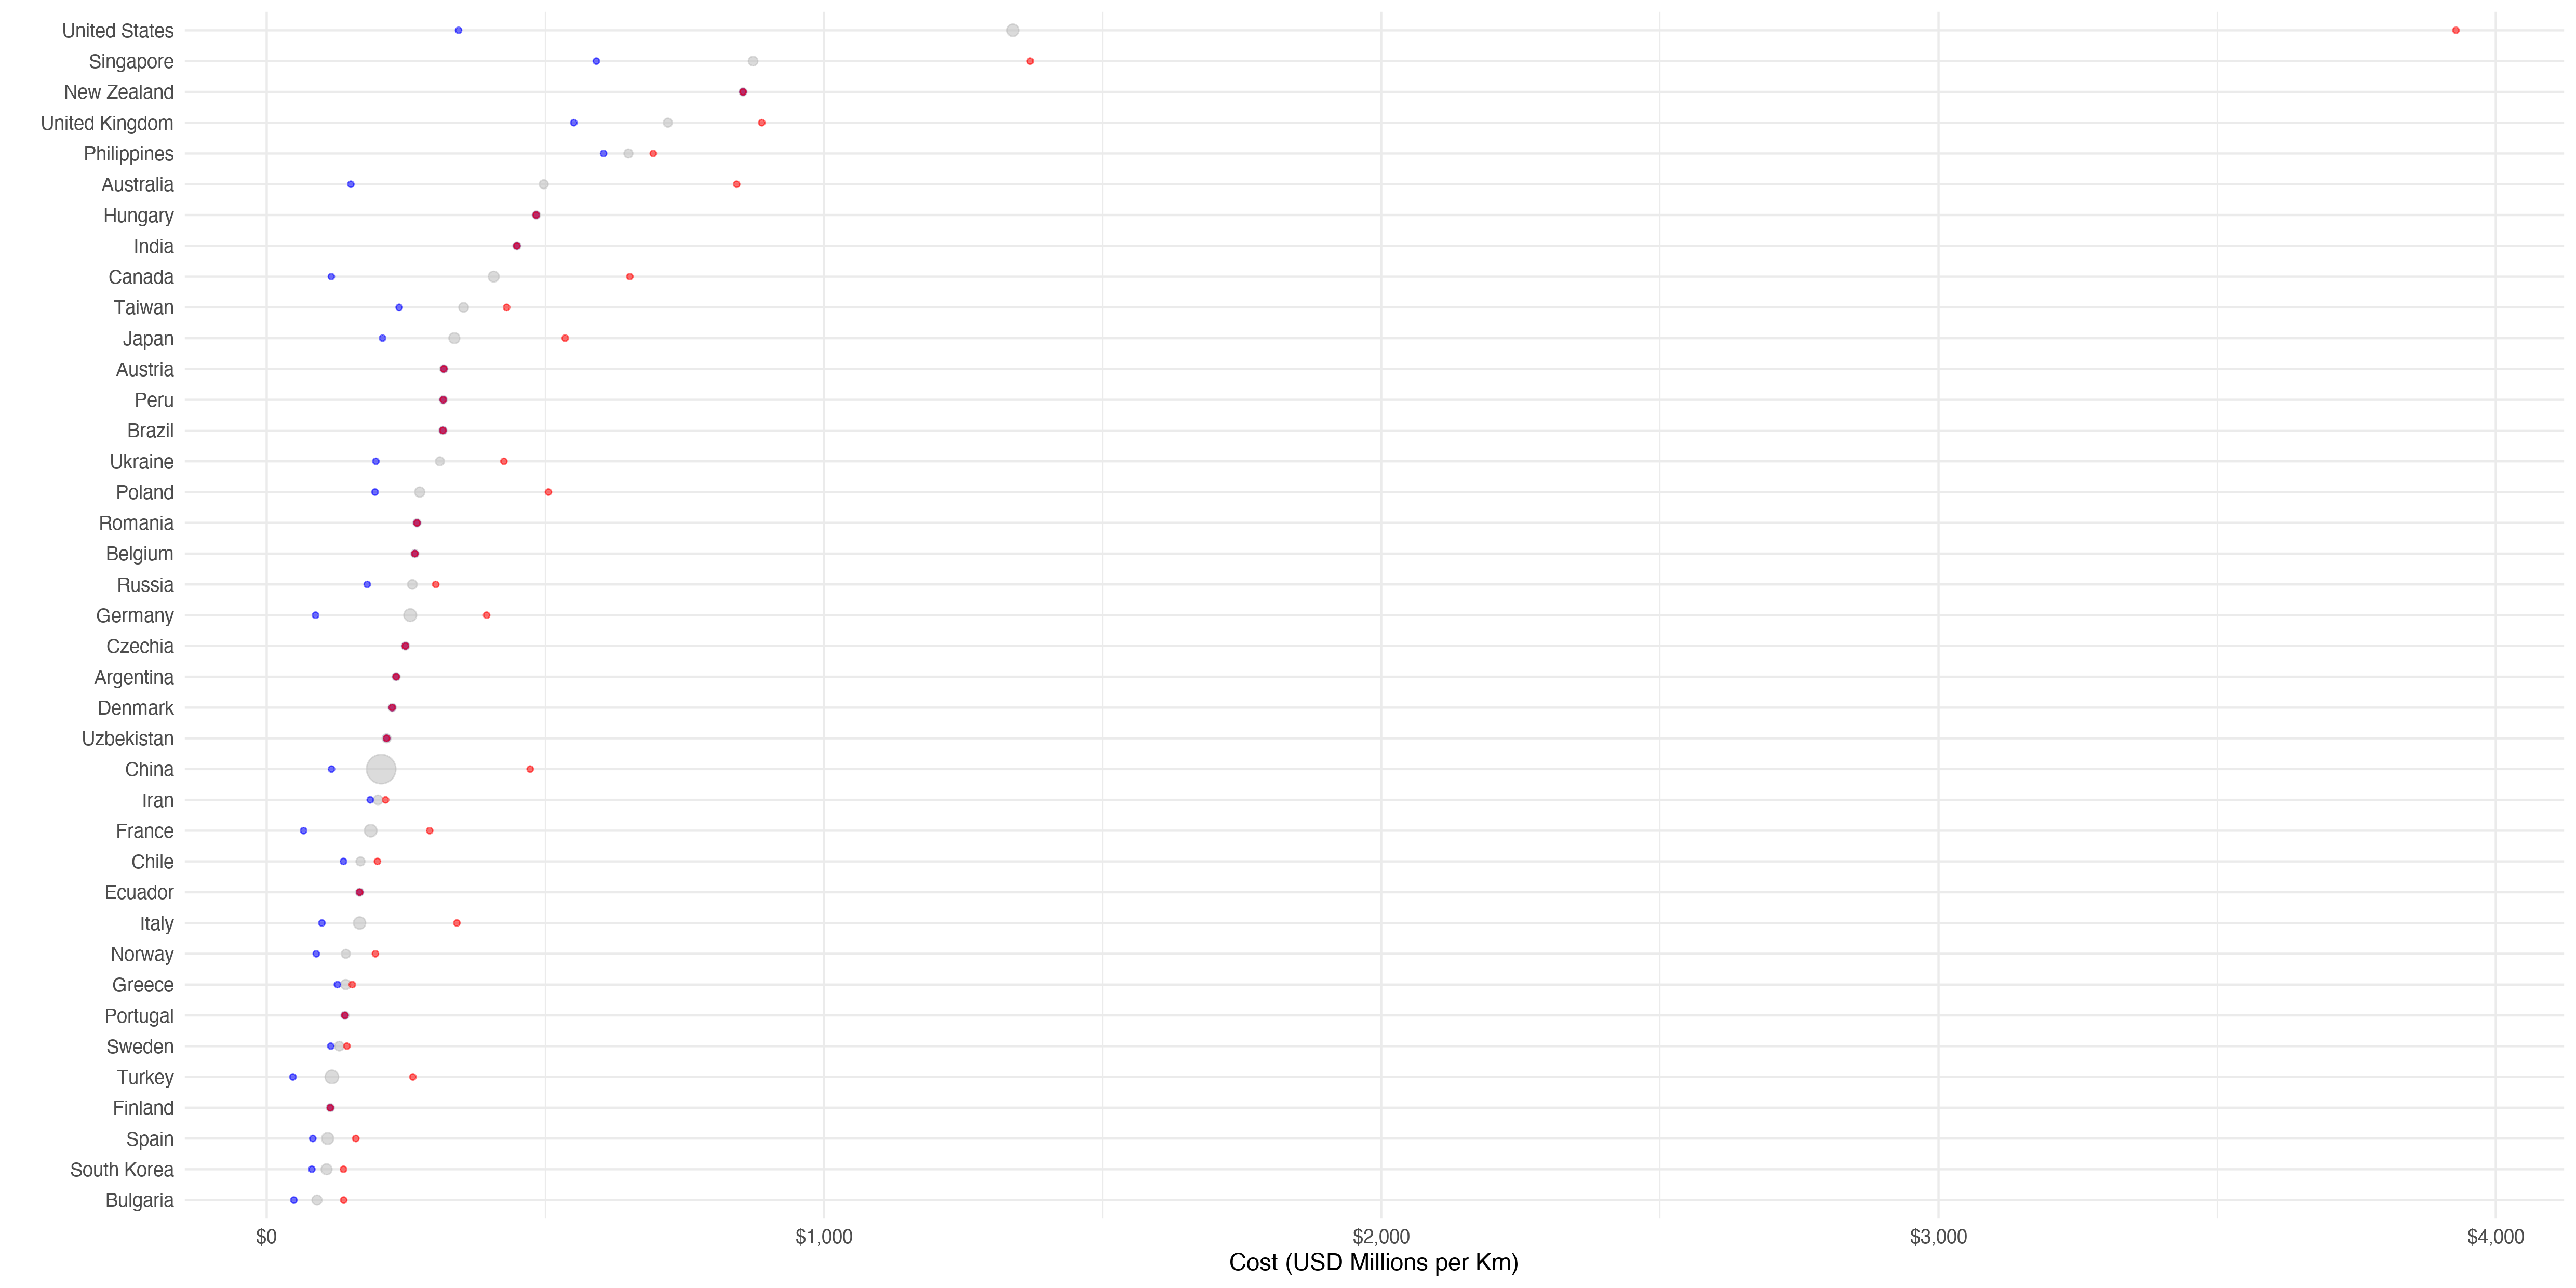 United States
Singapore
New Zealand
United Kingdom
Philippines
Australia
Hungary
India
Canada
Taiwan
Japan
Austria
Peru
Brazil
Ukraine
Poland
Romania
Belgium
Russia
Germany
Czechia
Argentina
Denmark
Uzbekistan
China
Iran
France
Chile
Ecuador
Italy
Norway
Greece
Portugal
Sweden
Turkey
Finland
Spain
South Korea
Bulgaria
$0 $1,000 $2,000 $3,000 $4,000
Cost (USD Millions per Km)